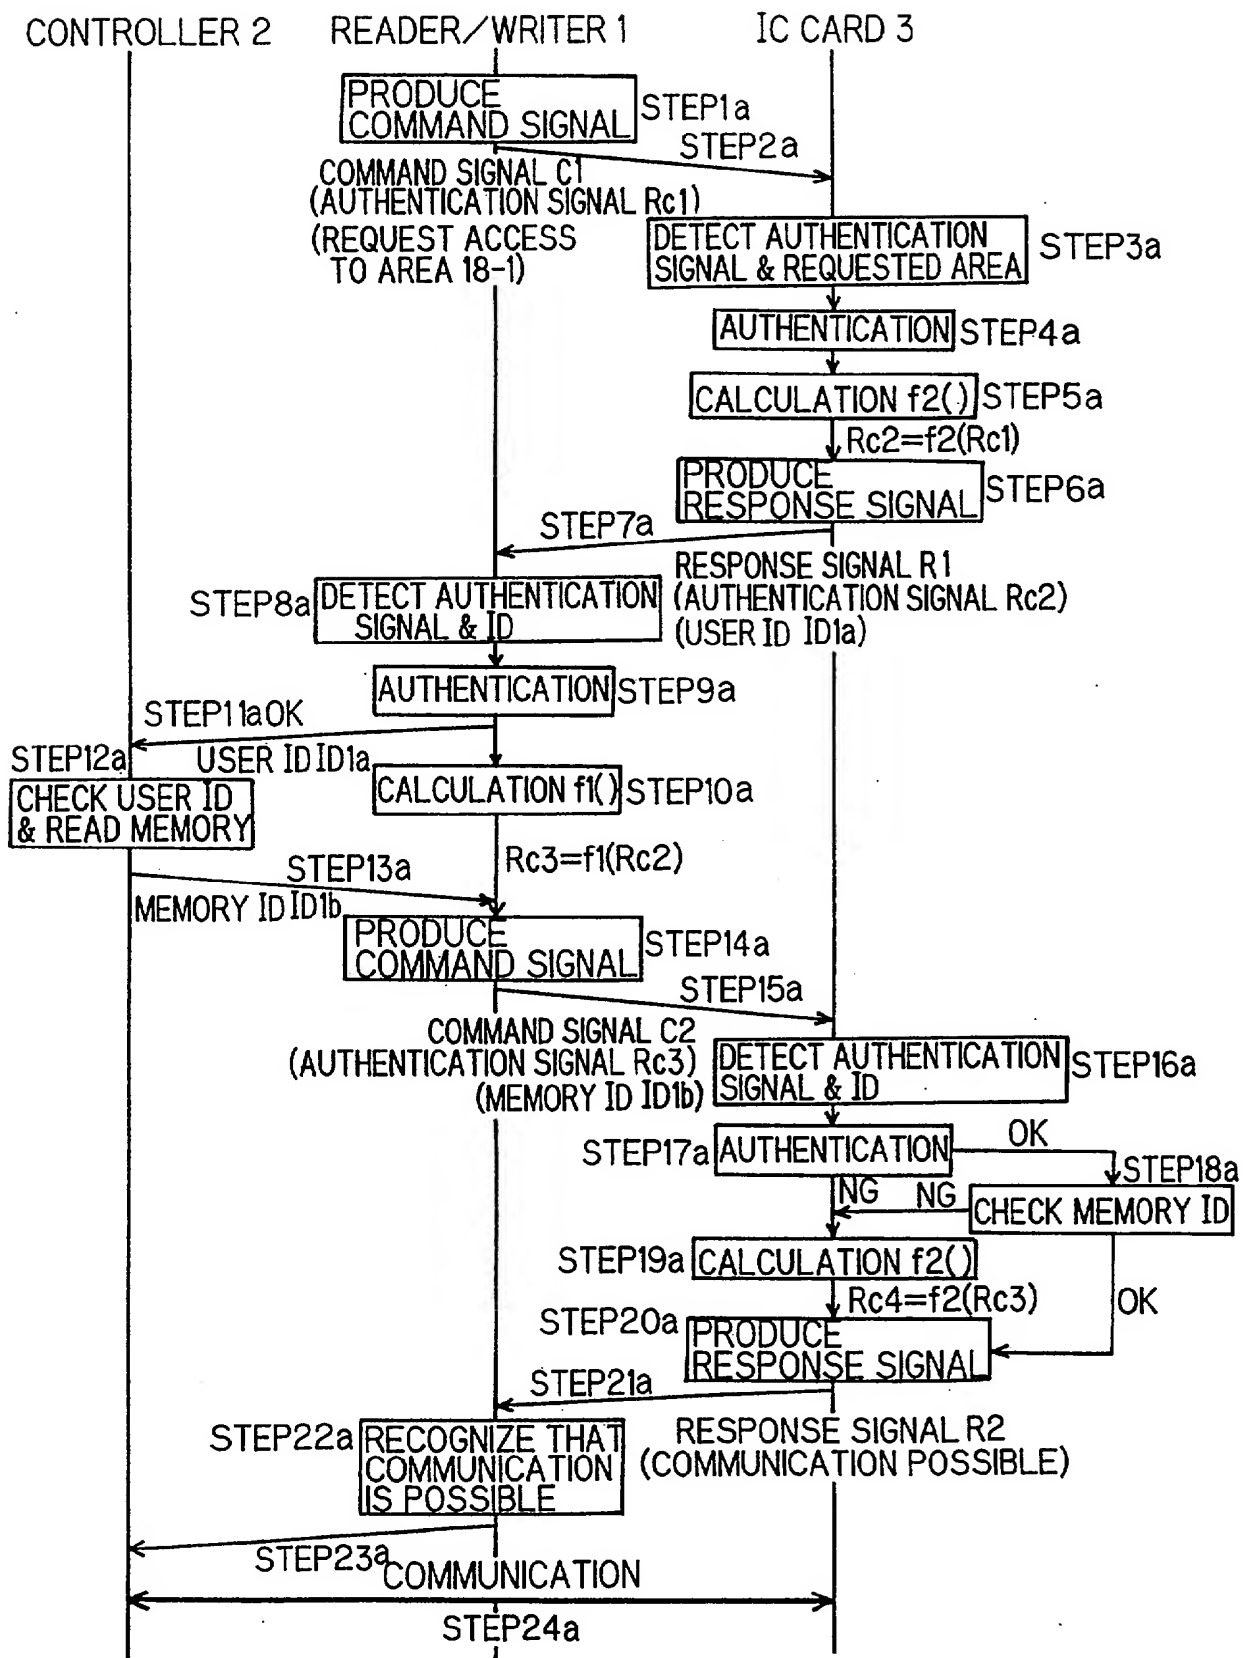 CONTROLLER 2
READER/WRITER 1
IC CARD 3
PRODUCE
COMMAND SIGNAL
STEP1a
STEP2a
COMMAND SIGNAL C1
(AUTHENTICATION SIGNAL Rc1)
(REQUEST ACCESS
TO AREA 18-1)
DETECT AUTHENTICATION
SIGNAL & REQUESTED AREA
STEP3a
AUTHENTICATION
STEP4a
CALCULATION f2()
STEP5a
Rc2=f2(Rc1)
PRODUCE
RESPONSE SIGNAL
STEP6a
STEP7a
RESPONSE SIGNAL R1
(AUTHENTICATION SIGNAL Rc2)
(USER ID ID1a)
STEP8a
DETECT AUTHENTICATION
SIGNAL & ID
AUTHENTICATION
STEP9a
STEP11a OK
USER ID ID1a
STEP12a
CHECK USER ID
& READ MEMORY
CALCULATION f1()
STEP10a
Rc3=f1(Rc2)
STEP13a
MEMORY ID ID1b
PRODUCE
COMMAND SIGNAL
STEP14a
STEP15a
COMMAND SIGNAL C2
(AUTHENTICATION SIGNAL Rc3)
(MEMORY ID ID1b)
DETECT AUTHENTICATION
SIGNAL & ID
STEP16a
STEP17a
AUTHENTICATION
OK
STEP18a
NG
NG
CHECK MEMORY ID
STEP19a
CALCULATION f2()
Rc4=f2(Rc3)
OK
STEP20a
PRODUCE
RESPONSE SIGNAL
STEP21a
RESPONSE SIGNAL R2
(COMMUNICATION POSSIBLE)
STEP22a
RECOGNIZE THAT
COMMUNICATION
IS POSSIBLE
STEP23a
COMMUNICATION
STEP24a